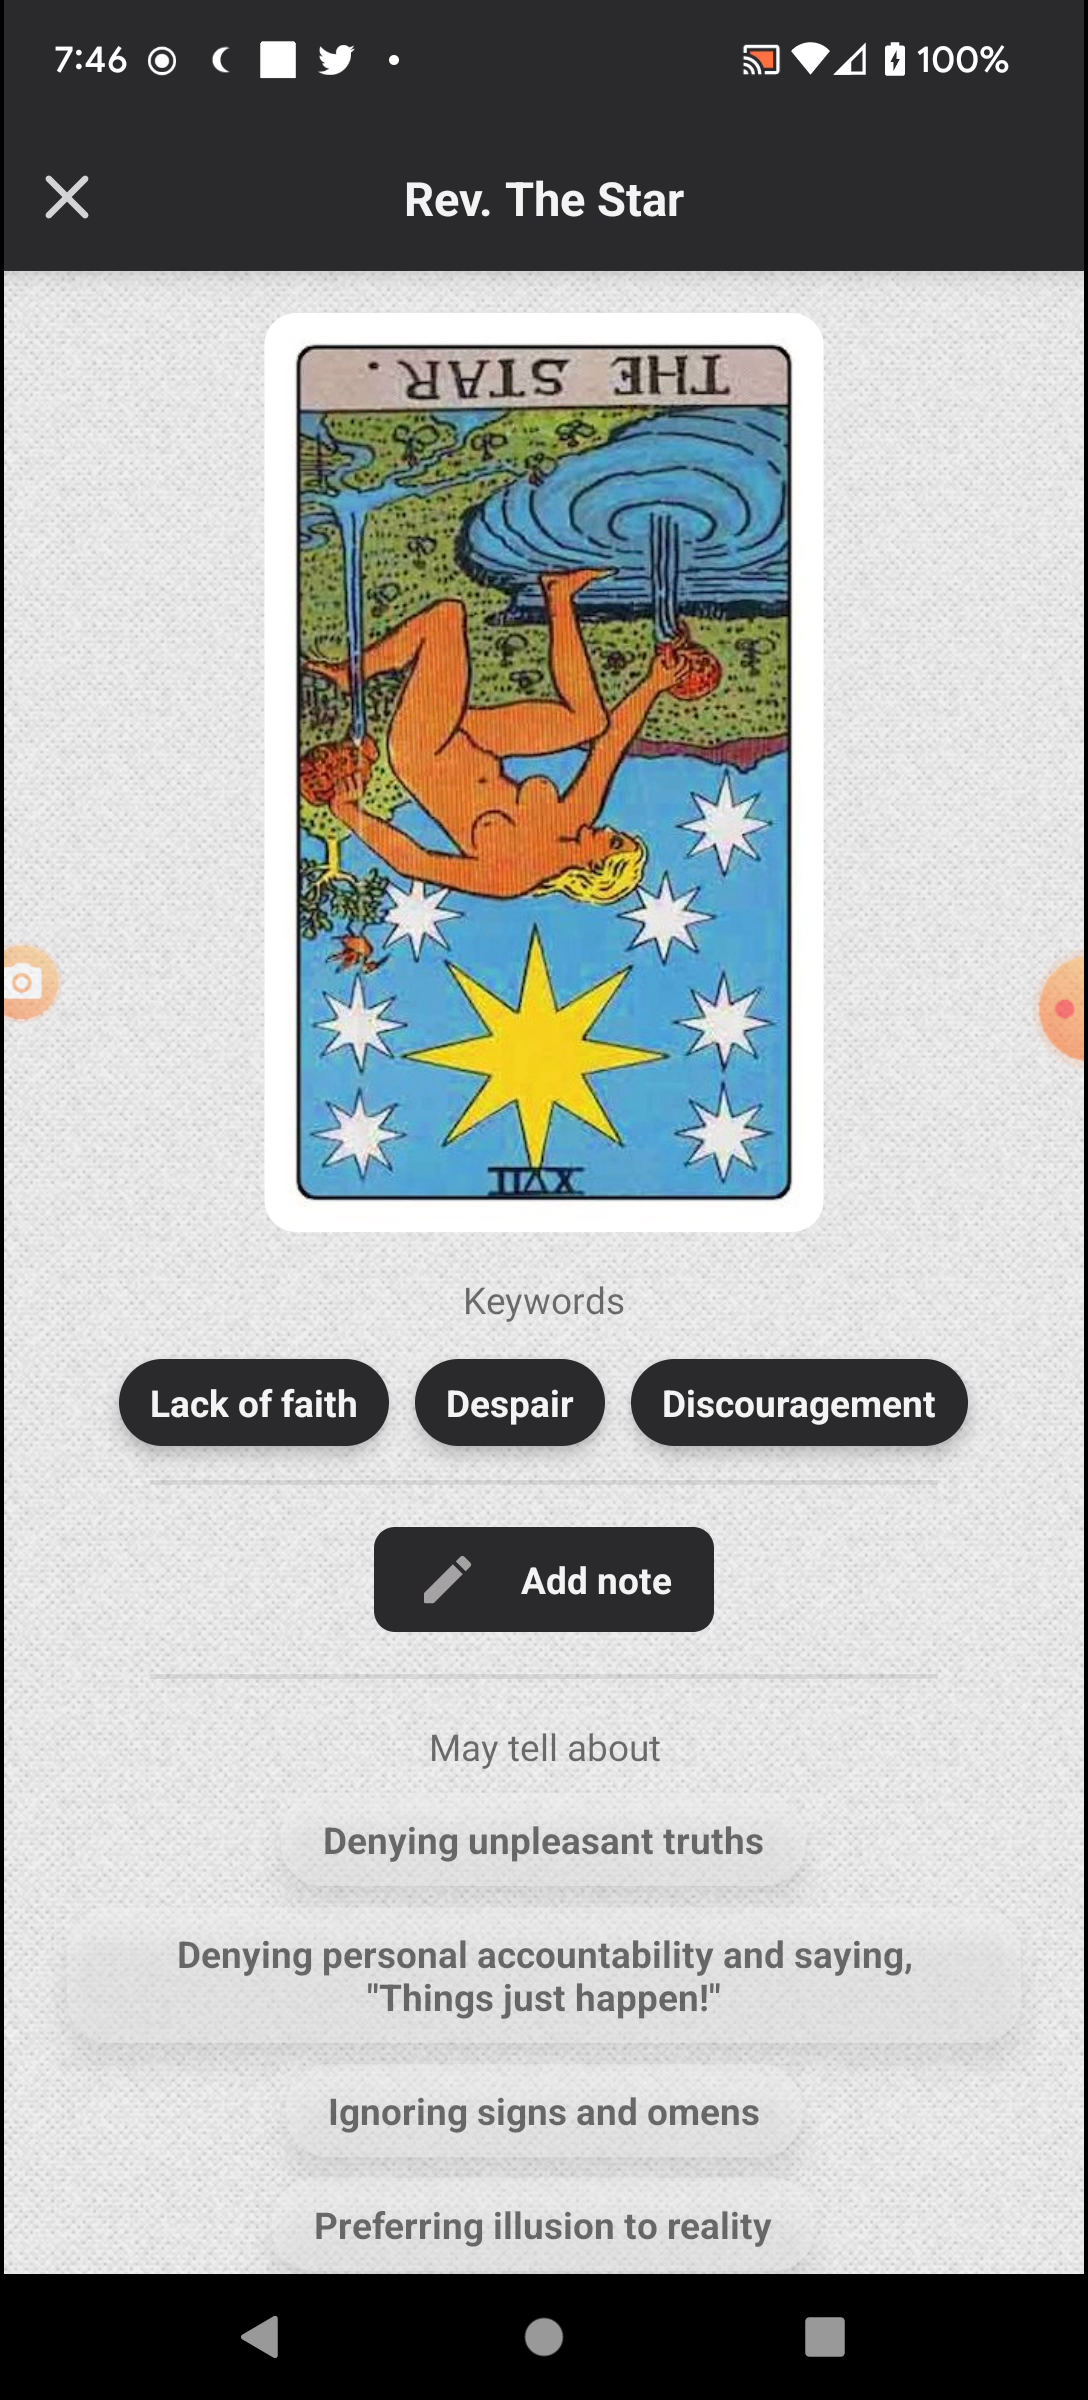 7:46
100%
Rev. The Star
THE STAR.
XVII
Keywords
Lack of faith
Despair
Discouragement
Add note
May tell about
Denying unpleasant truths
Denying personal accountability and saying,
"Things just happen!"
Ignoring signs and omens
Preferring illusion to reality